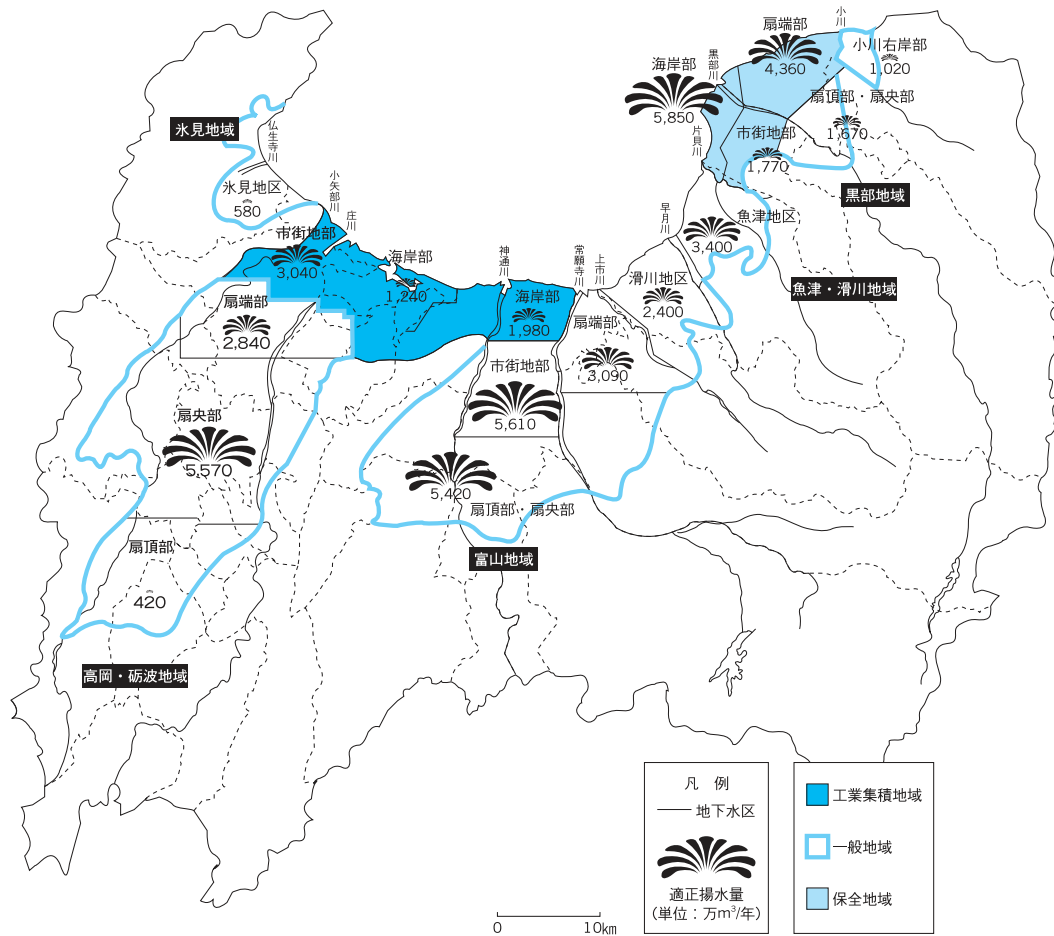 氷見地域
仏生寺川
氷見地区
580
小矢部川
庄川
市街地部
3,040
海岸部
1,240
扇端部
2,840
扇央部
5,570
扇頂部
420
高岡・砺波地域
神通川
海岸部
1,980
市街地部
5,610
5,420
扇頂部・扇央部
富山地域
常願寺川
上市川
扇端部
3,090
早月川
滑川地区
2,400
魚津地区
3,400
魚津・滑川地域
片貝川
黒部川
海岸部
5,850
扇端部
4,360
小川
小川右岸部
1,020
扇頂部・扇央部
1,670
市街地部
1,770
黒部地域
凡 例
地下水区
適正揚水量
(単位:万m³/年)
工業集積地域
一般地域
保全地域
0 10km